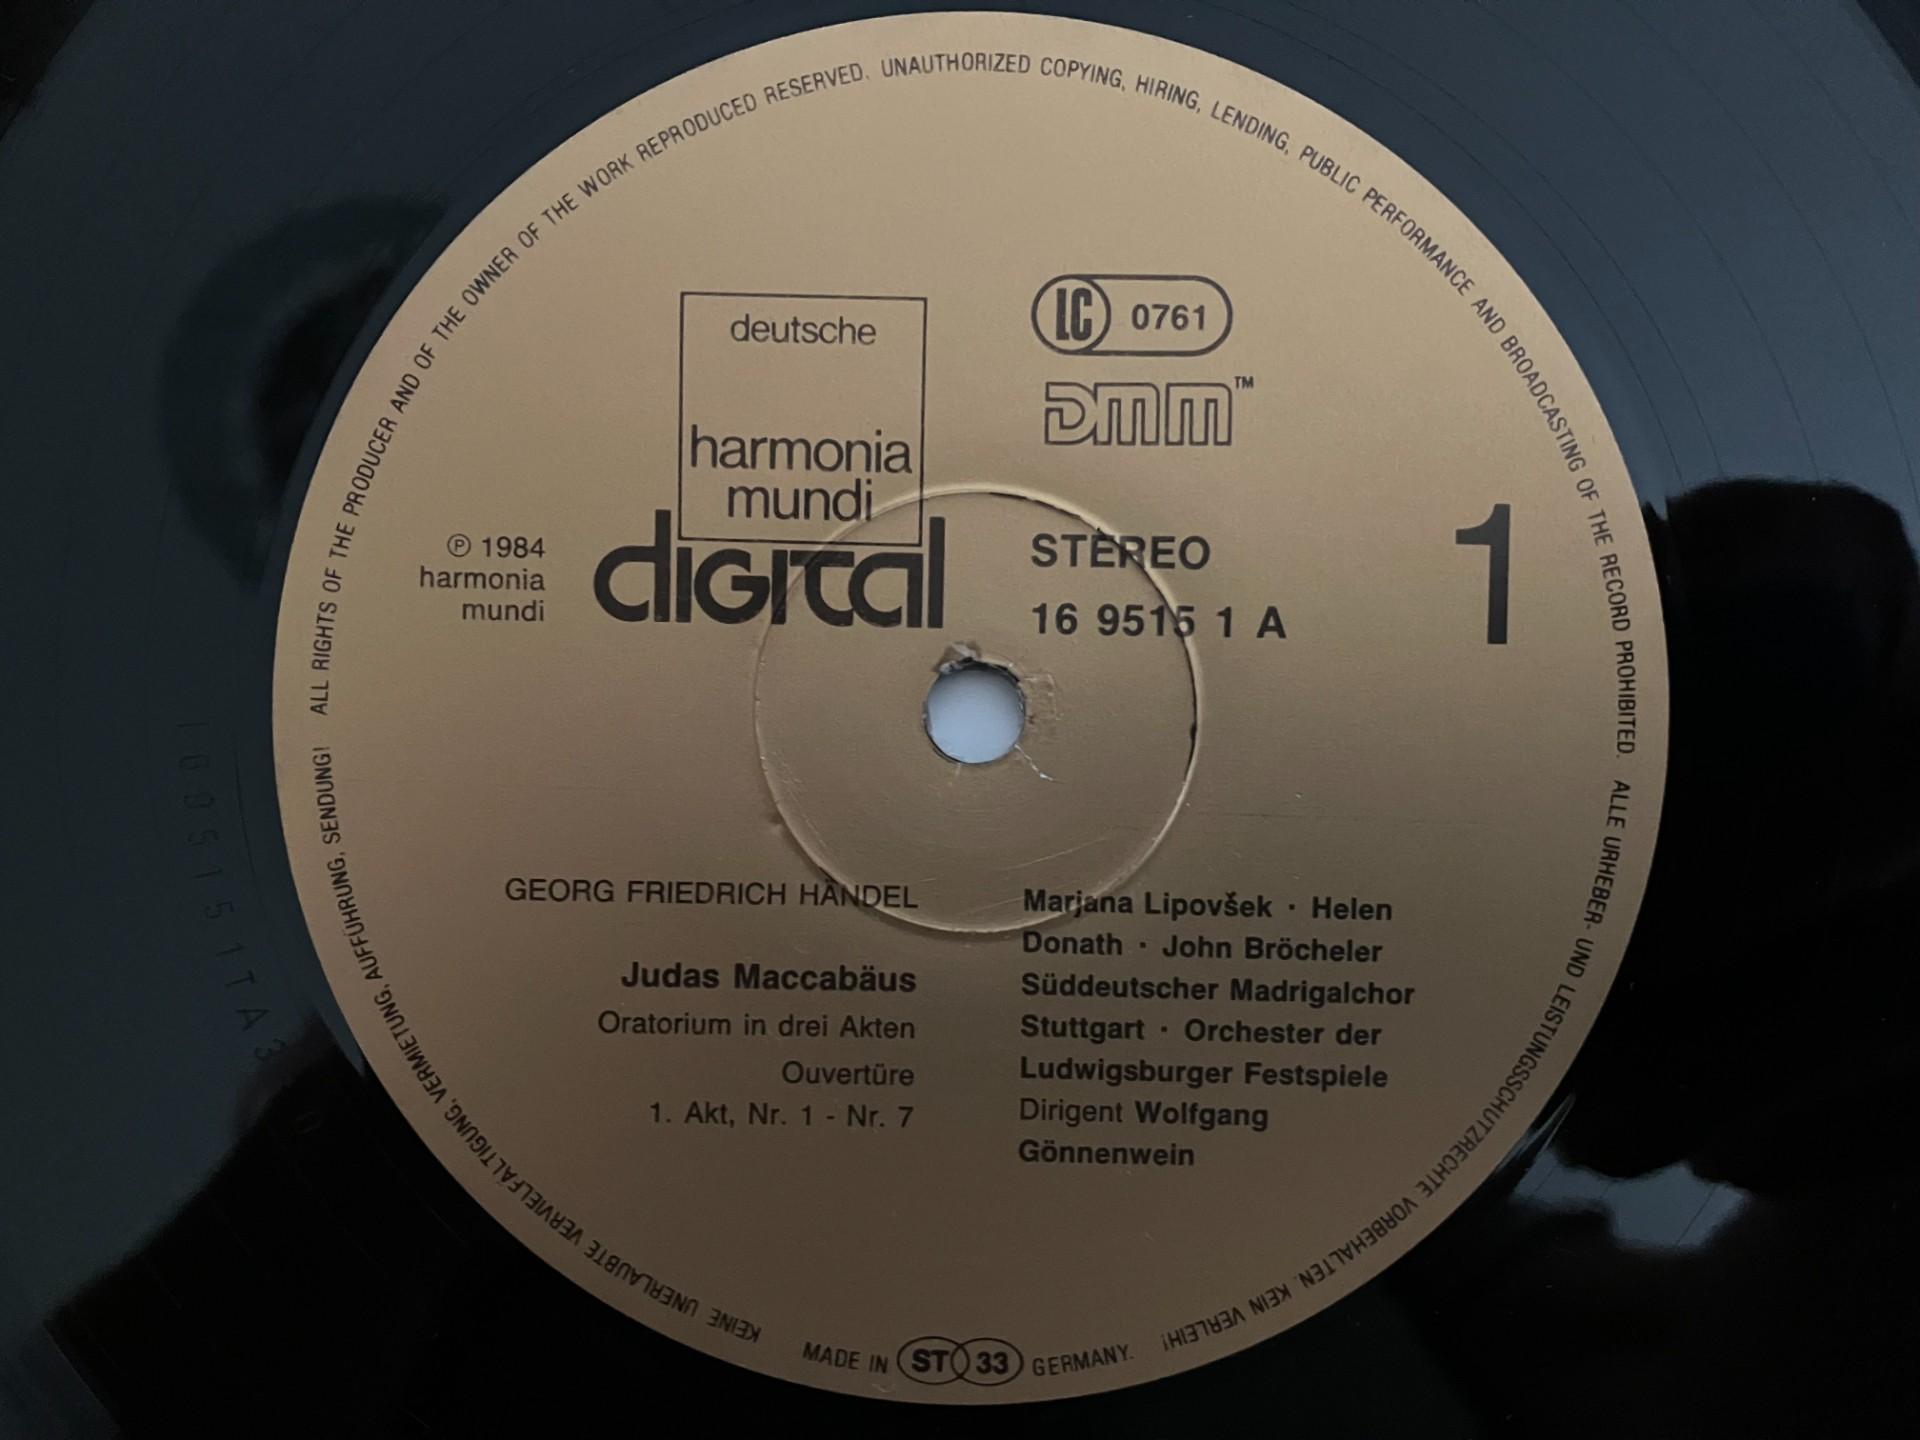 ALL RIGHTS OF THE PRODUCER AND OF THE OWNER OF THE WORK REPRODUCED RESERVED. UNAUTHORIZED COPYING, HIRING, LENDING, PUBLIC PERFORMANCE AND BROADCASTING OF THE RECORD PROHIBITED.
ALLE URHEBER- UND LEISTUNGSSCHUTZRECHTE VORBEHALTEN. KEIN VERLEIH!
KEINE UNERLAUBTE VERVIELFÄLTIGUNG, VERMIETUNG, AUFFÜHRUNG, SENDUNG!
deutsche
harmonia
mundi
digital
LC 0761
DMM™
℗ 1984
harmonia
mundi
STEREO
16 9515 1 A
1
GEORG FRIEDRICH HÄNDEL
Judas Maccabäus
Oratorium in drei Akten
Ouvertüre
1. Akt, Nr. 1 - Nr. 7
Marjana Lipovšek · Helen
Donath · John Bröcheler
Süddeutscher Madrigalchor
Stuttgart · Orchester der
Ludwigsburger Festspiele
Dirigent Wolfgang
Gönnenwein
MADE IN ST 33 GERMANY.